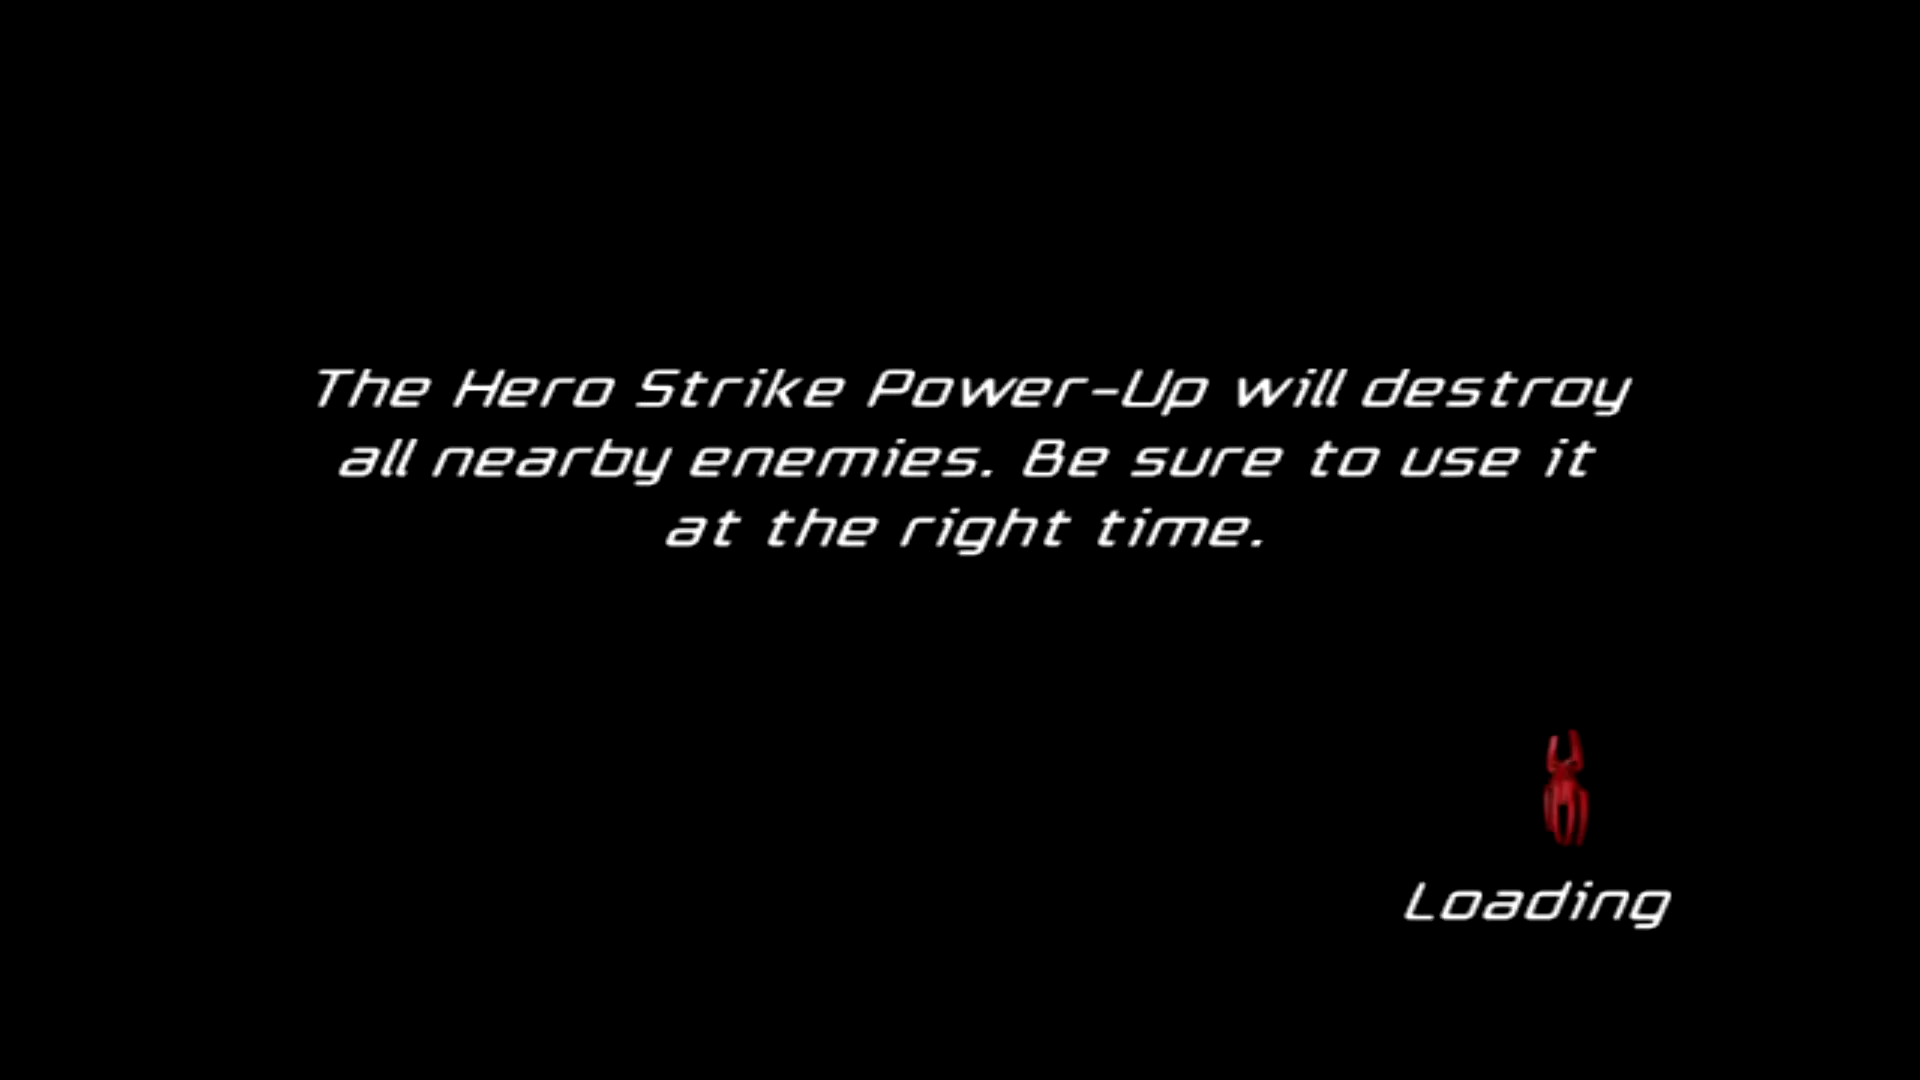 The Hero Strike Power-Up will destroy
all nearby enemies. Be sure to use it
at the right time.
Loading